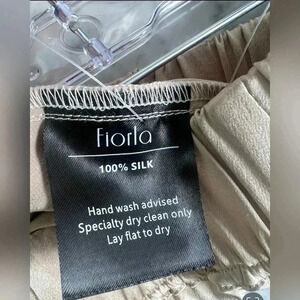 Fiorla
100% SILK
Hand wash advised
Specialty dry clean only
Lay flat to dry